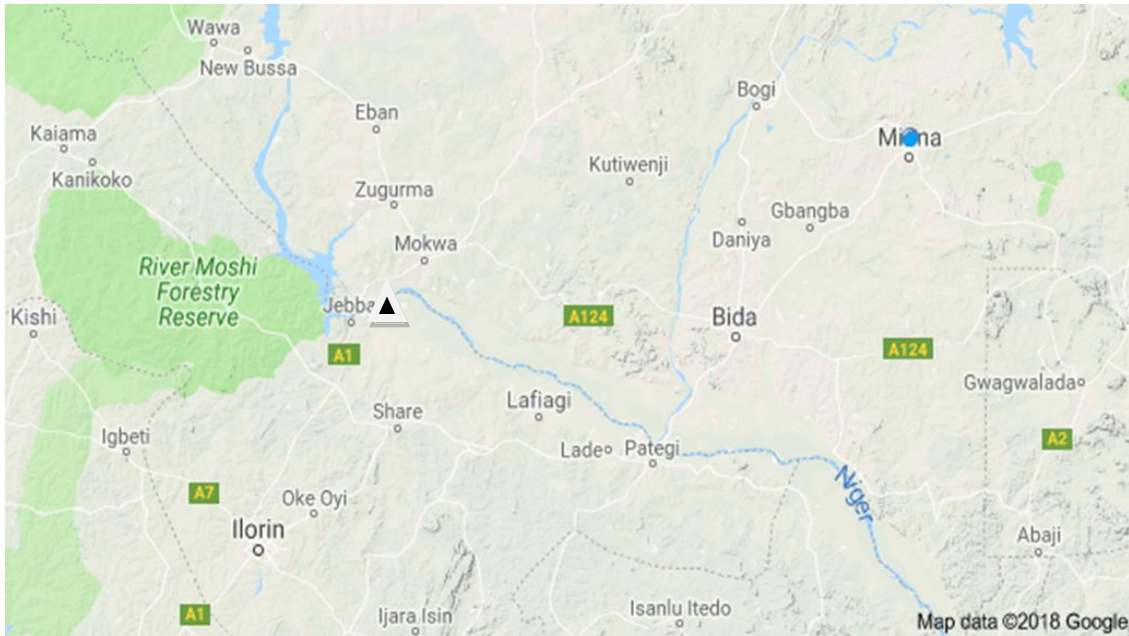 Wawa
New Bussa
Bogi
Eban
Kaiama
Minna
Kanikoko
Kutiwenji
Zugurma
Gbangba
Daniya
Mokwa
River Moshi
Forestry
Reserve
Jebba
Kishi
A124
Bida
A1
A124
Gwagwalada
Lafiagi
Share
Igbeti
Lade
Pategi
A2
A7
Niger
Oke Oyi
Ilorin
Abaji
A1
Ijara Isin
Isanlu Itedo
Map data ©2018 Google